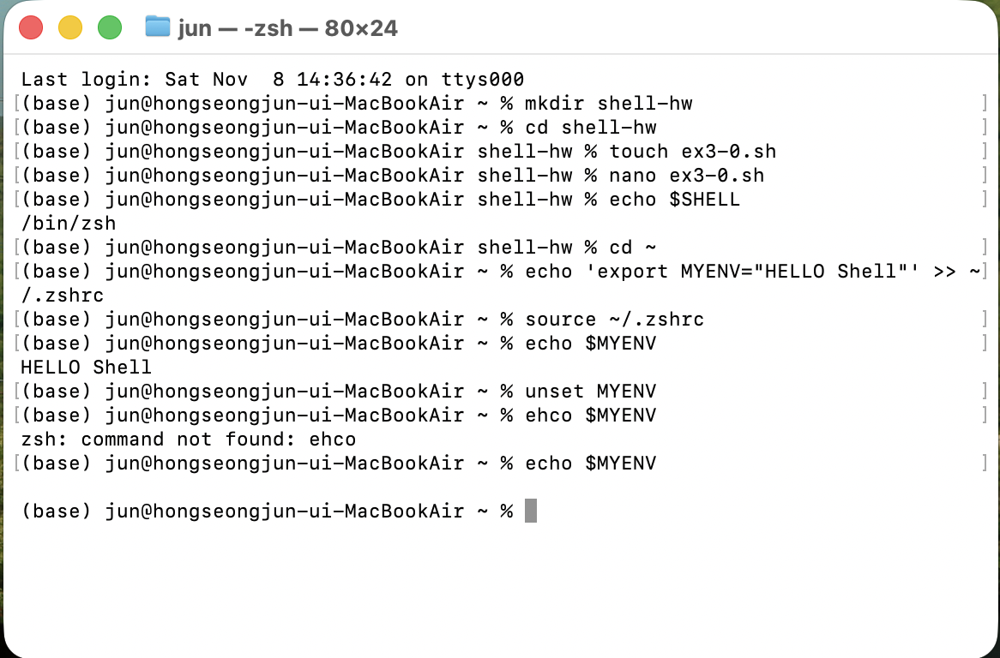 jun — -zsh — 80×24
Last login: Sat Nov  8 14:36:42 on ttys000
[(base) jun@hongseongjun-ui-MacBookAir ~ % mkdir shell-hw ]
[(base) jun@hongseongjun-ui-MacBookAir ~ % cd shell-hw ]
[(base) jun@hongseongjun-ui-MacBookAir shell-hw % touch ex3-0.sh ]
[(base) jun@hongseongjun-ui-MacBookAir shell-hw % nano ex3-0.sh ]
[(base) jun@hongseongjun-ui-MacBookAir shell-hw % echo $SHELL ]
/bin/zsh
[(base) jun@hongseongjun-ui-MacBookAir shell-hw % cd ~ ]
[(base) jun@hongseongjun-ui-MacBookAir ~ % echo 'export MYENV="HELLO Shell"' >> ~]
/.zshrc
[(base) jun@hongseongjun-ui-MacBookAir ~ % source ~/.zshrc ]
[(base) jun@hongseongjun-ui-MacBookAir ~ % echo $MYENV ]
HELLO Shell
[(base) jun@hongseongjun-ui-MacBookAir ~ % unset MYENV ]
[(base) jun@hongseongjun-ui-MacBookAir ~ % ehco $MYENV ]
zsh: command not found: ehco
[(base) jun@hongseongjun-ui-MacBookAir ~ % echo $MYENV ]
(base) jun@hongseongjun-ui-MacBookAir ~ %